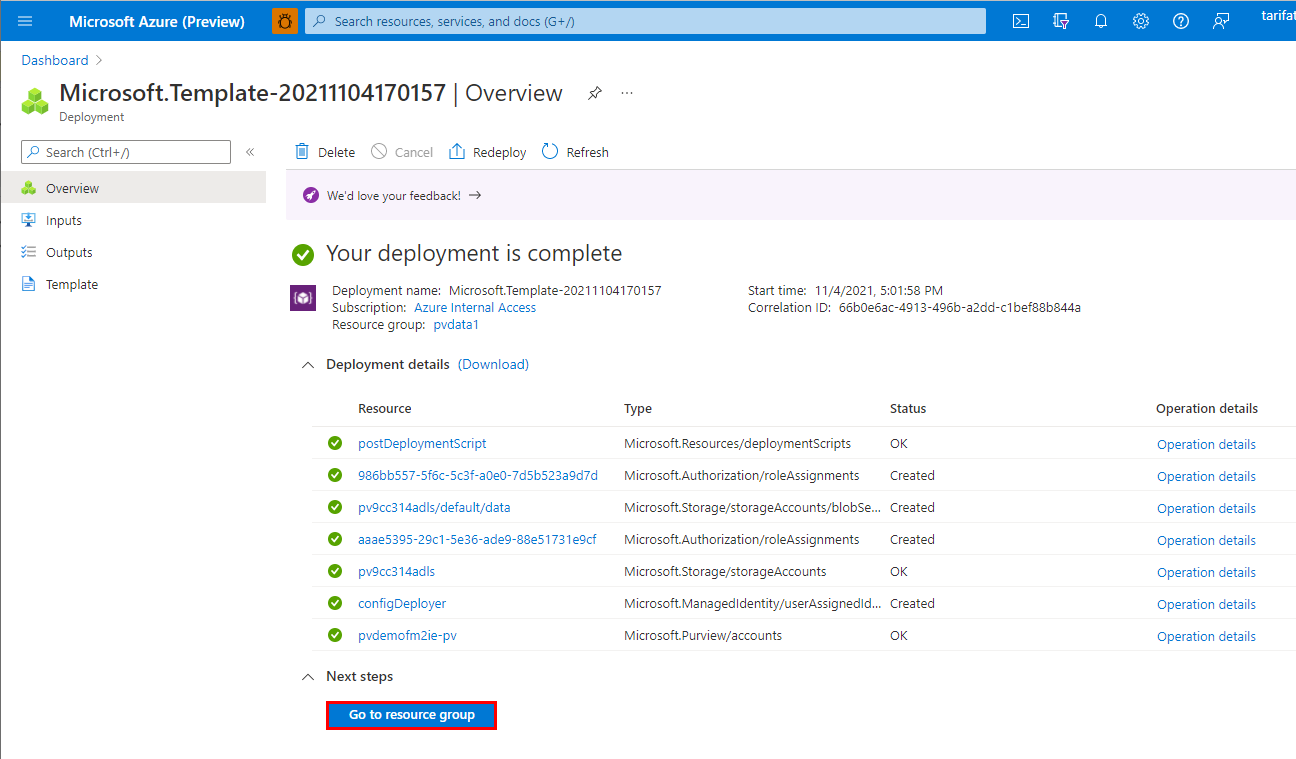 Microsoft Azure (Preview) Search resources, services, and docs (G+/) tarifat
Dashboard
Microsoft.Template-20211104170157 | Overview ...
Deployment
Search (Ctrl+/) «
Delete Cancel Redeploy Refresh
Overview
Inputs
Outputs
Template
We'd love your feedback! →
Your deployment is complete
Deployment name: Microsoft.Template-20211104170157
Subscription: Azure Internal Access
Resource group: pvdata1
Start time: 11/4/2021, 5:01:58 PM
Correlation ID: 66b0e6ac-4913-496b-a2dd-c1bef88b844a
Deployment details (Download)
Resource Type Status Operation details
postDeploymentScript Microsoft.Resources/deploymentScripts OK Operation details
986bb557-5f6c-5c3f-a0e0-7d5b523a9d7d Microsoft.Authorization/roleAssignments Created Operation details
pv9cc314adls/default/data Microsoft.Storage/storageAccounts/blobSe... Created Operation details
aaae5395-29c1-5e36-ade9-88e51731e9cf Microsoft.Authorization/roleAssignments Created Operation details
pv9cc314adls Microsoft.Storage/storageAccounts OK Operation details
configDeployer Microsoft.ManagedIdentity/userAssignedId... Created Operation details
pvdemofm2ie-pv Microsoft.Purview/accounts OK Operation details
Next steps
Go to resource group